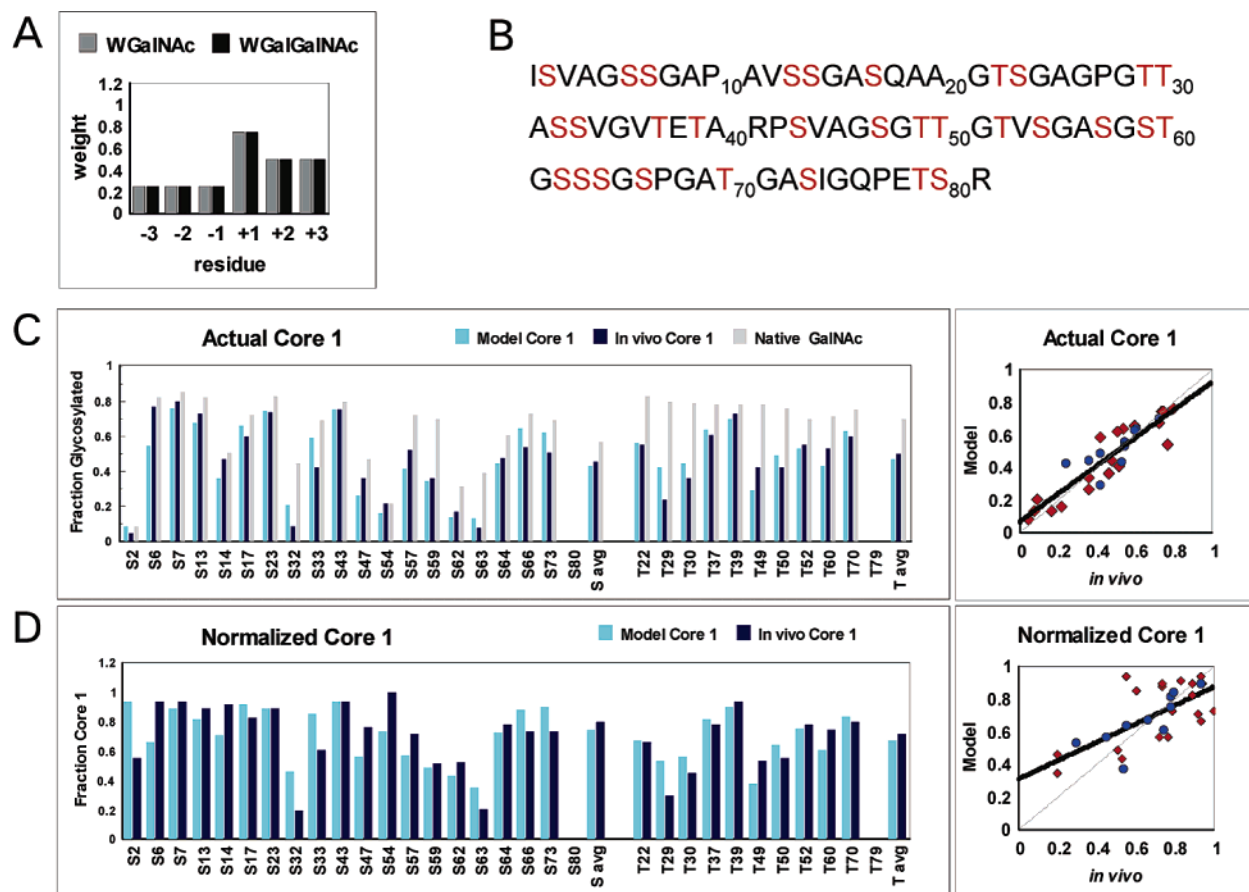 A
WGalNAc WGalGalNAc
weight
1.2
1
0.8
0.6
0.4
0.2
0
-3 -2 -1 +1 +2 +3
residue
B
ISVAGSSGAP10AVSSGASQAA20GTSGAGPGTT30
ASSVGVTETA40RPSVAGSGTT50GTVSGASGST60
GSSSGSPGAT70GASIGQPETS80R
C
Actual Core 1
Model Core 1 In vivo Core 1 Native GalNAc
Fraction Glycosylated
1
0.8
0.6
0.4
0.2
0
S2 S6 S7 S13 S14 S17 S23 S32 S33 S43 S47 S54 S57 S59 S62 S63 S64 S66 S73 S80 S avg T22 T29 T30 T37 T39 T49 T50 T52 T60 T70 T79 T avg
Actual Core 1
Model
1
0.8
0.6
0.4
0.2
0
0 0.2 0.4 0.6 0.8 1
in vivo
D
Normalized Core 1
Model Core 1 In vivo Core 1
Fraction Core 1
1.2
1
0.8
0.6
0.4
0.2
0
S2 S6 S7 S13 S14 S17 S23 S32 S33 S43 S47 S54 S57 S59 S62 S63 S64 S66 S73 S80 S avg T22 T29 T30 T37 T39 T49 T50 T52 T60 T70 T79 T avg
Normalized Core 1
Model
1
0.8
0.6
0.4
0.2
0
0 0.2 0.4 0.6 0.8 1
in vivo